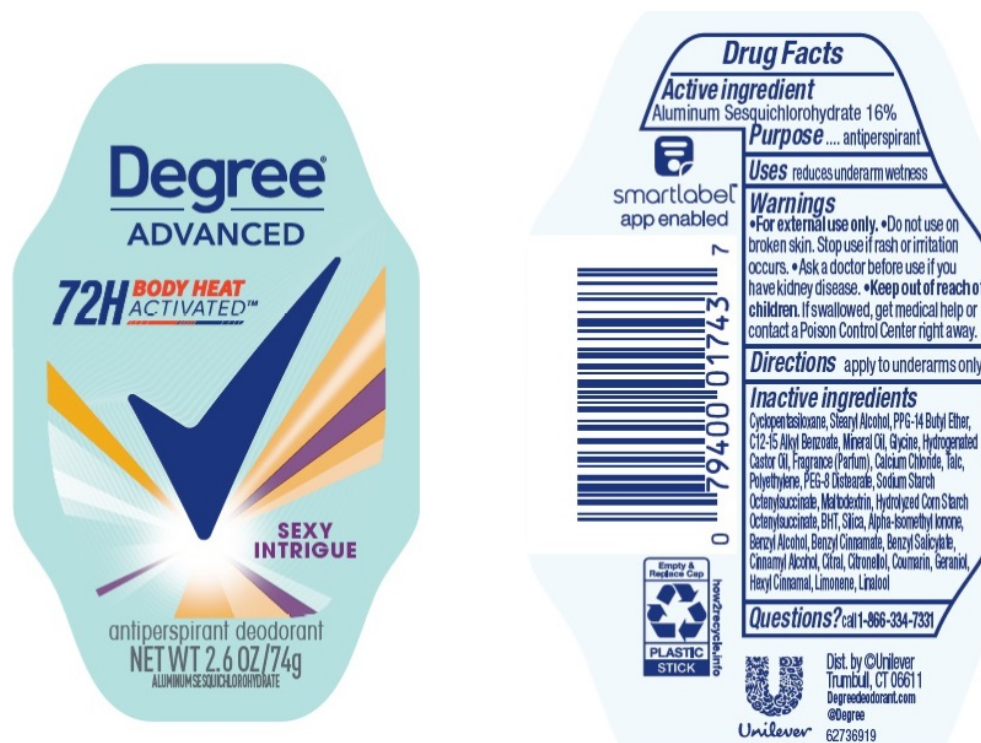 Degree®
ADVANCED
72H BODY HEAT
ACTIVATED™
SEXY
INTRIGUE
antiperspirant deodorant
NET WT 2.6 OZ/74g
ALUMINUM SESQUICHLOROHYDRATE
Drug Facts
Active ingredient
Aluminum Sesquichlorohydrate 16%
Purpose .... antiperspirant
Uses reduces underarm wetness
Warnings
•For external use only. •Do not use on
broken skin. Stop use if rash or irritation
occurs. •Ask a doctor before use if you
have kidney disease. •Keep out of reach of
children. If swallowed, get medical help or
contact a Poison Control Center right away.
Directions apply to underarms only
Inactive ingredients
Cyclopentasiloxane, Stearyl Alcohol, PPG-14 Butyl Ether,
C12-15 Alkyl Benzoate, Mineral Oil, Glycine, Hydrogenated
Castor Oil, Fragrance (Parfum), Calcium Chloride, Talc,
Polyethylene, PEG-8 Distearate, Sodium Starch
Octenylsuccinate, Maltodextrin, Hydrolyzed Corn Starch
Octenylsuccinate, BHT, Silica, Alpha-Isomethyl Ionone,
Benzyl Alcohol, Benzyl Cinnamate, Benzyl Salicylate,
Cinnamyl Alcohol, Citral, Citronellol, Coumarin, Geraniol,
Hexyl Cinnamal, Limonene, Linalool
Questions? call 1-866-334-7331
smartlabel™
app enabled
0 79400 01743 7
Empty &
Replace Cap
PLASTIC
STICK
how2recycle.info
Unilever
Dist. by ©Unilever
Trumbull, CT 06611
Degreedeodorant.com
@Degree
62736919